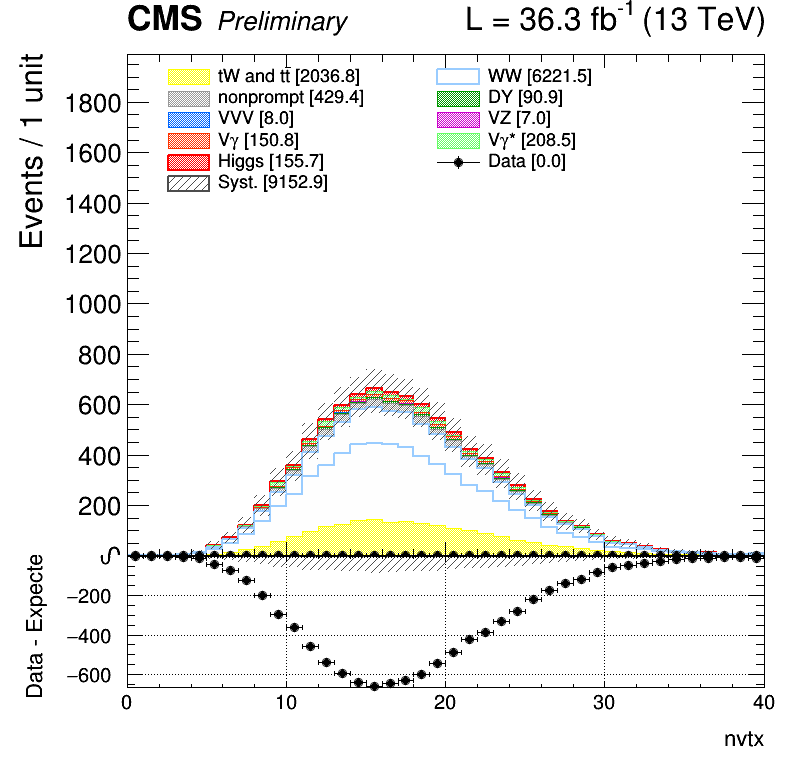 CMS Preliminary L = 36.3 fb⁻¹ (13 TeV)
Events / 1 unit
tW and tt̄ [2036.8]
nonprompt [429.4]
VVV [8.0]
Vγ [150.8]
Higgs [155.7]
Syst. [9152.9]
WW [6221.5]
DY [90.9]
VZ [7.0]
Vγ* [208.5]
Data [0.0]
1800
1600
1400
1200
1000
800
600
400
200
0
Data - Expecte
0
−200
−400
−600
0 10 20 30 40
nvtx